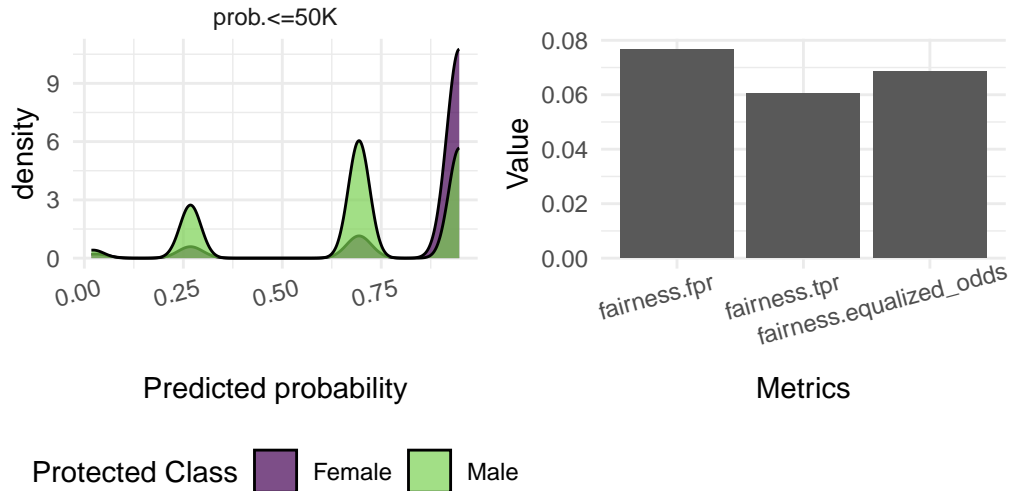 prob.<=50K
density
9
6
3
0
0.00 0.25 0.50 0.75
Predicted probability
Value
0.08
0.06
0.04
0.02
0.00
fairness.fpr
fairness.tpr
fairness.equalized_odds
Metrics
Protected Class Female Male